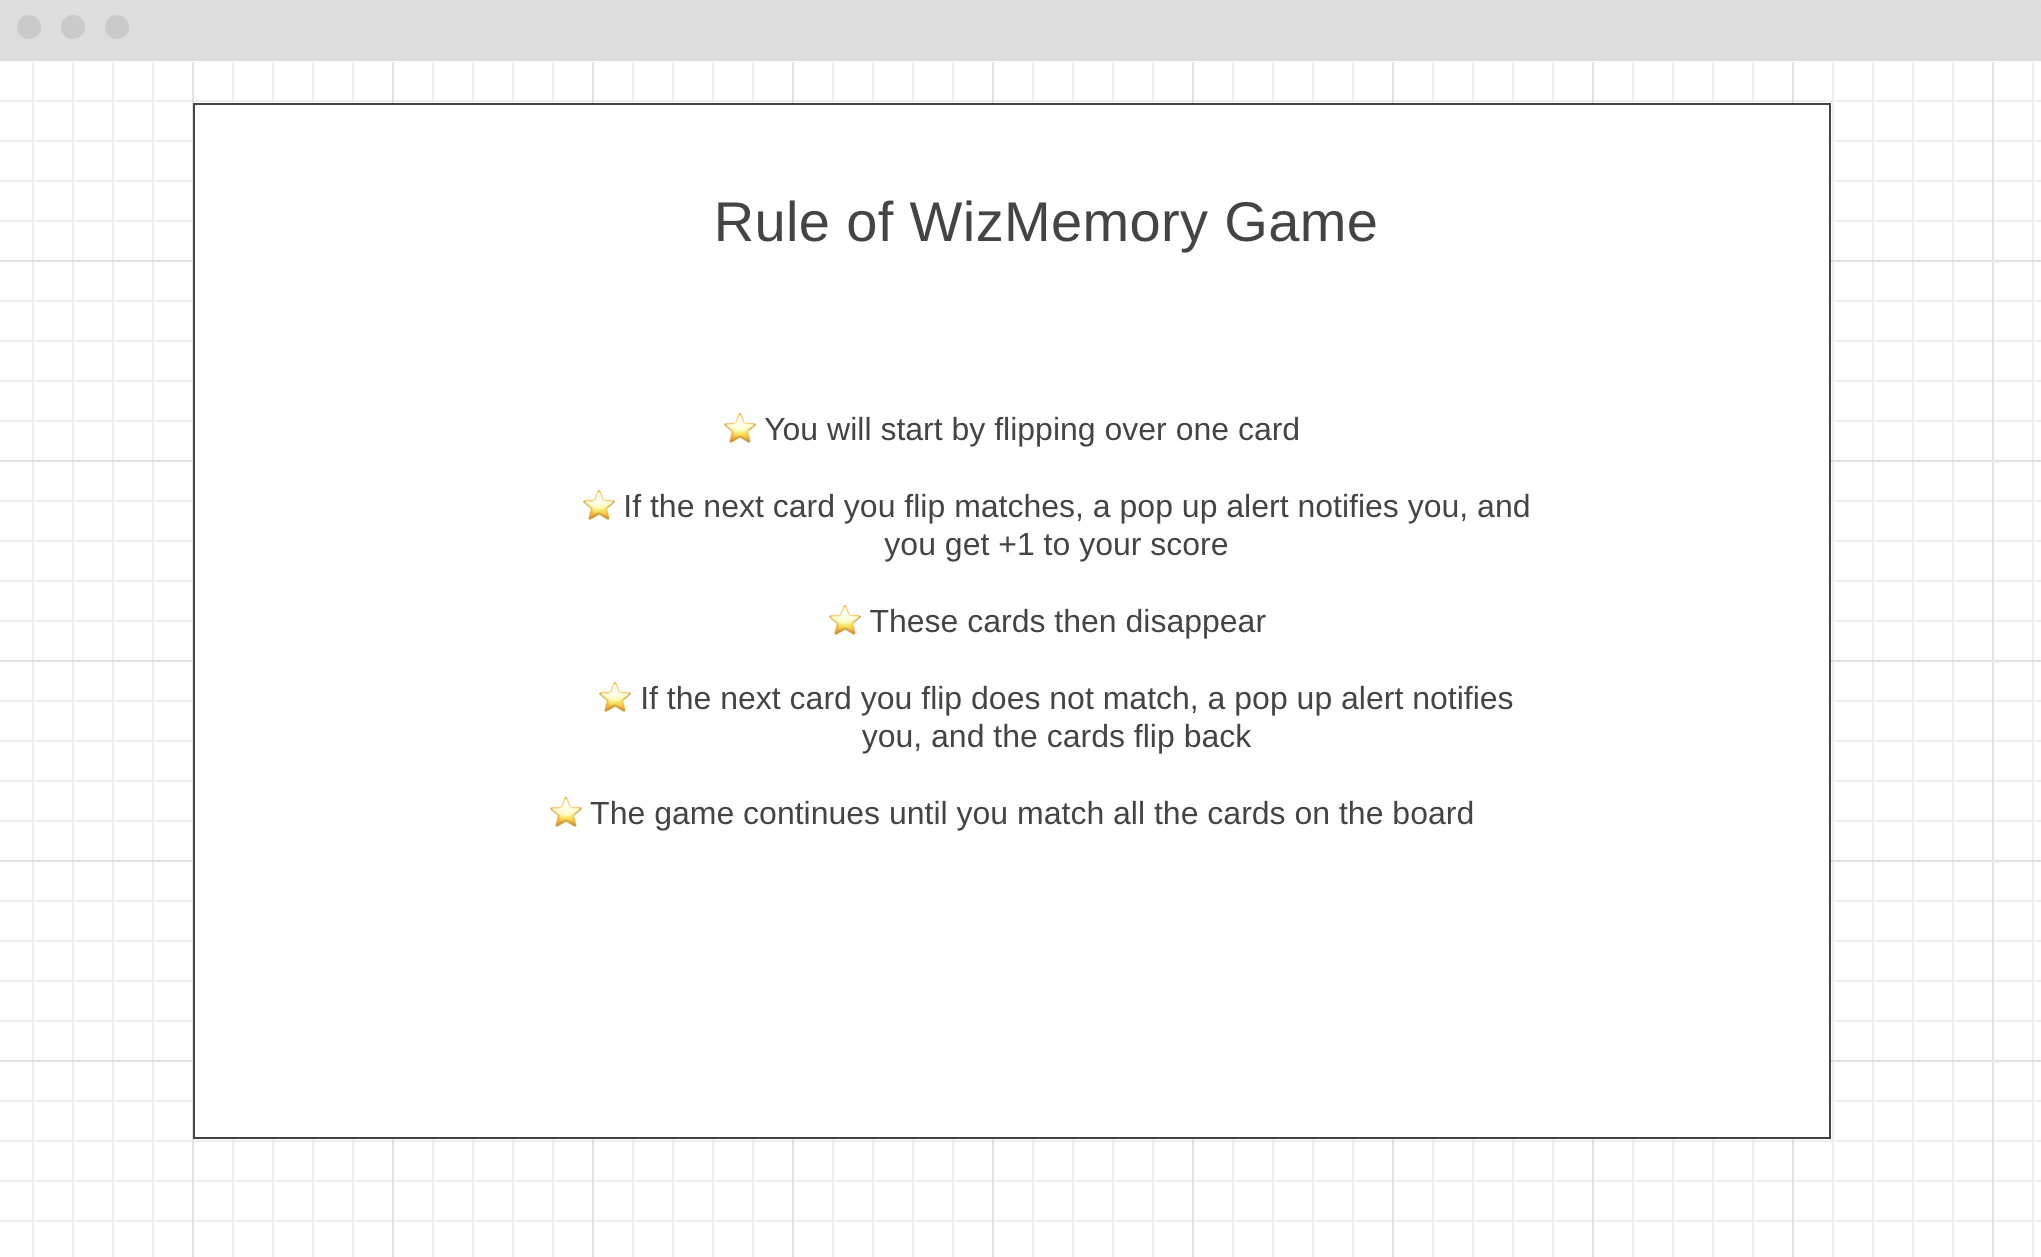 Rule of WizMemory Game
⭐ You will start by flipping over one card
⭐ If the next card you flip matches, a pop up alert notifies you, and
you get +1 to your score
⭐ These cards then disappear
⭐ If the next card you flip does not match, a pop up alert notifies
you, and the cards flip back
⭐ The game continues until you match all the cards on the board